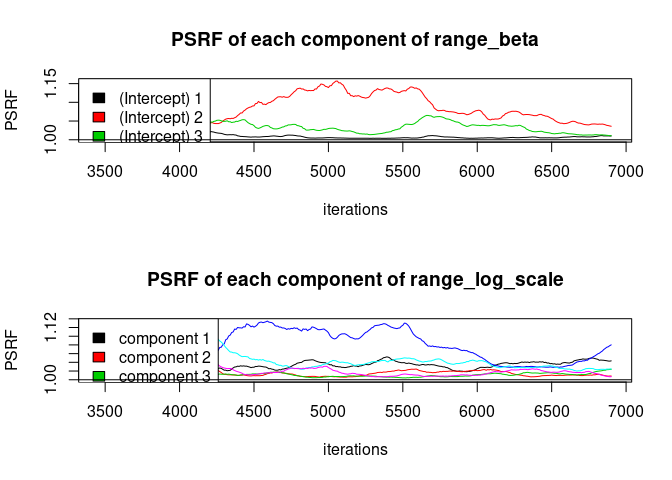 PSRF of each component of range_beta
PSRF
1.00 1.15
(Intercept) 1
(Intercept) 2
(Intercept) 3
3500 4000 4500 5000 5500 6000 6500 7000
iterations
PSRF of each component of range_log_scale
PSRF
1.00 1.12
component 1
component 2
component 3
3500 4000 4500 5000 5500 6000 6500 7000
iterations